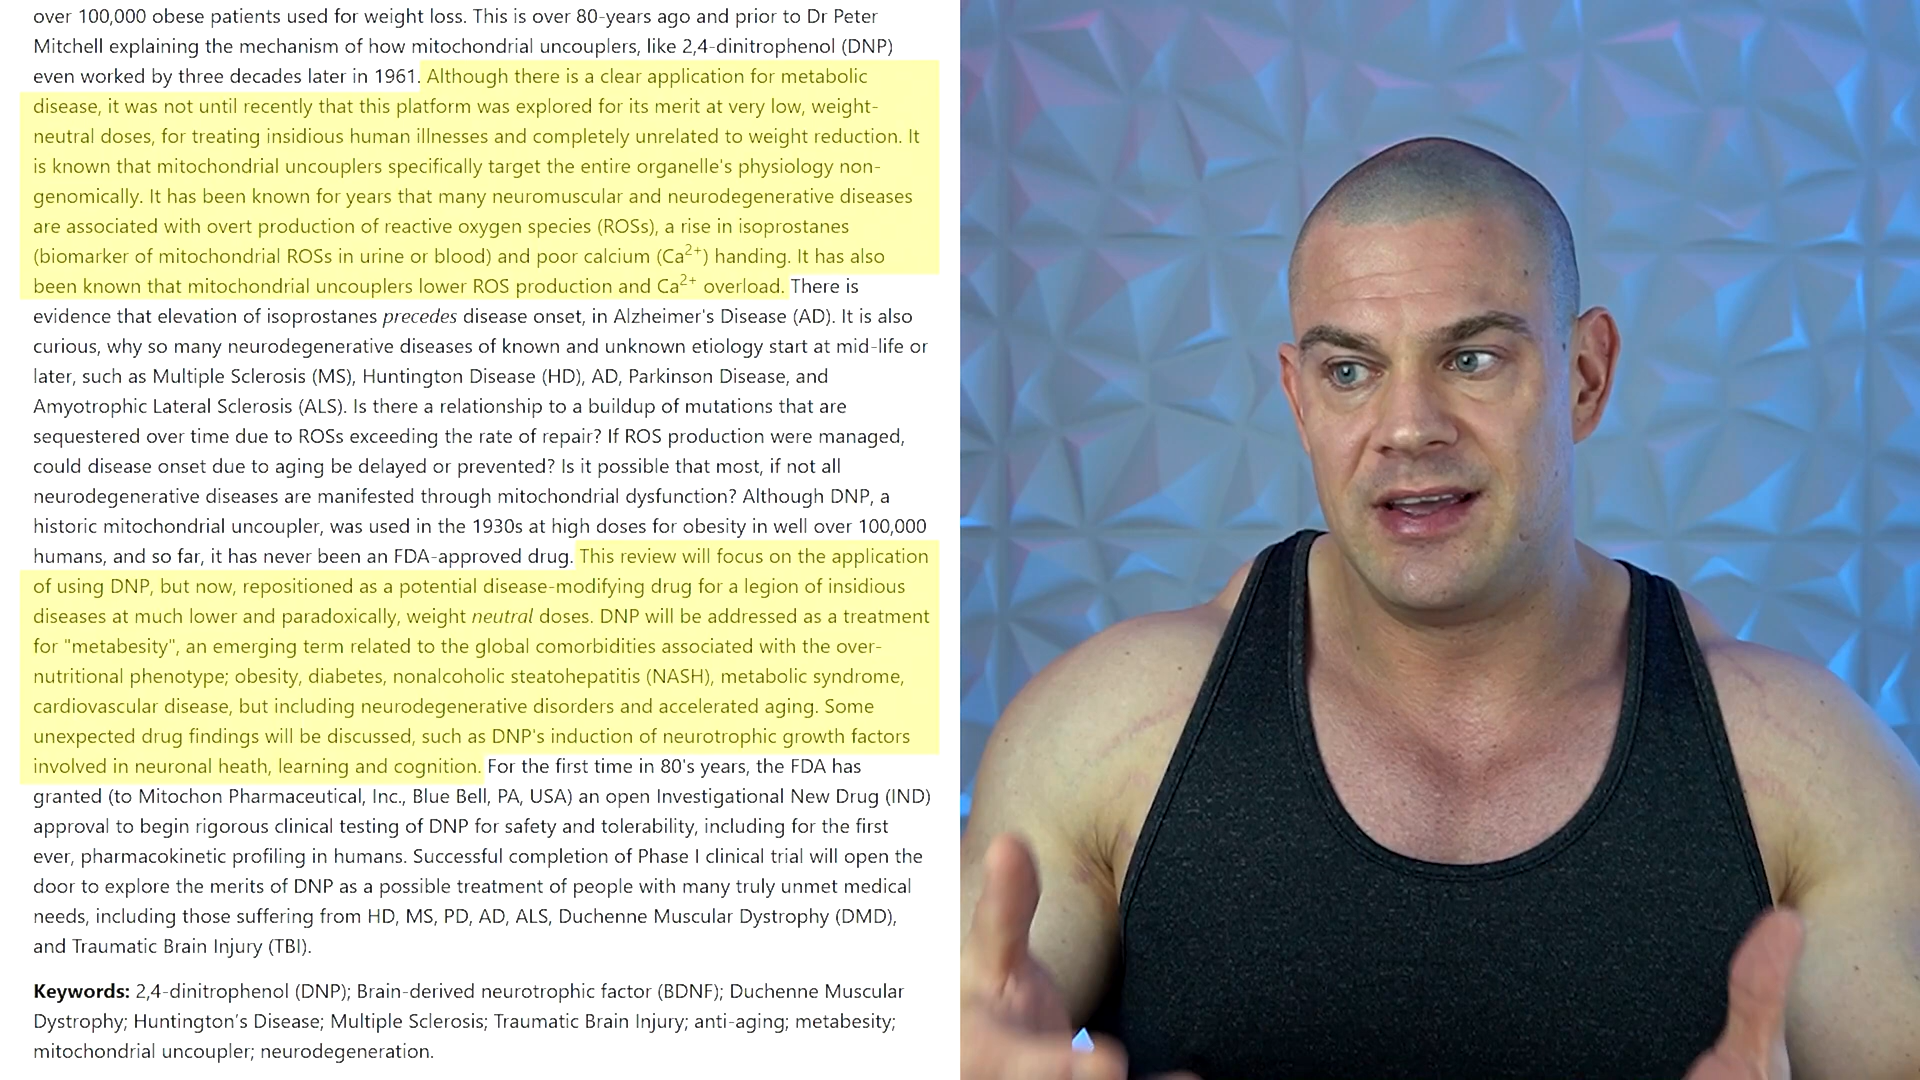 over 100,000 obese patients used for weight loss. This is over 80-years ago and prior to Dr Peter
Mitchell explaining the mechanism of how mitochondrial uncouplers, like 2,4-dinitrophenol (DNP)
even worked by three decades later in 1961. Although there is a clear application for metabolic
disease, it was not until recently that this platform was explored for its merit at very low, weight-
neutral doses, for treating insidious human illnesses and completely unrelated to weight reduction. It
is known that mitochondrial uncouplers specifically target the entire organelle's physiology non-
genomically. It has been known for years that many neuromuscular and neurodegenerative diseases
are associated with overt production of reactive oxygen species (ROSs), a rise in isoprostanes
(biomarker of mitochondrial ROSs in urine or blood) and poor calcium (Ca²⁺) handing. It has also
been known that mitochondrial uncouplers lower ROS production and Ca²⁺ overload. There is
evidence that elevation of isoprostanes precedes disease onset, in Alzheimer's Disease (AD). It is also
curious, why so many neurodegenerative diseases of known and unknown etiology start at mid-life or
later, such as Multiple Sclerosis (MS), Huntington Disease (HD), AD, Parkinson Disease, and
Amyotrophic Lateral Sclerosis (ALS). Is there a relationship to a buildup of mutations that are
sequestered over time due to ROSs exceeding the rate of repair? If ROS production were managed,
could disease onset due to aging be delayed or prevented? Is it possible that most, if not all
neurodegenerative diseases are manifested through mitochondrial dysfunction? Although DNP, a
historic mitochondrial uncoupler, was used in the 1930s at high doses for obesity in well over 100,000
humans, and so far, it has never been an FDA-approved drug. This review will focus on the application
of using DNP, but now, repositioned as a potential disease-modifying drug for a legion of insidious
diseases at much lower and paradoxically, weight neutral doses. DNP will be addressed as a treatment
for "metabesity", an emerging term related to the global comorbidities associated with the over-
nutritional phenotype; obesity, diabetes, nonalcoholic steatohepatitis (NASH), metabolic syndrome,
cardiovascular disease, but including neurodegenerative disorders and accelerated aging. Some
unexpected drug findings will be discussed, such as DNP's induction of neurotrophic growth factors
involved in neuronal heath, learning and cognition. For the first time in 80's years, the FDA has
granted (to Mitochon Pharmaceutical, Inc., Blue Bell, PA, USA) an open Investigational New Drug (IND)
approval to begin rigorous clinical testing of DNP for safety and tolerability, including for the first
ever, pharmacokinetic profiling in humans. Successful completion of Phase I clinical trial will open the
door to explore the merits of DNP as a possible treatment of people with many truly unmet medical
needs, including those suffering from HD, MS, PD, AD, ALS, Duchenne Muscular Dystrophy (DMD),
and Traumatic Brain Injury (TBI).
Keywords: 2,4-dinitrophenol (DNP); Brain-derived neurotrophic factor (BDNF); Duchenne Muscular
Dystrophy; Huntington's Disease; Multiple Sclerosis; Traumatic Brain Injury; anti-aging; metabesity;
mitochondrial uncoupler; neurodegeneration.